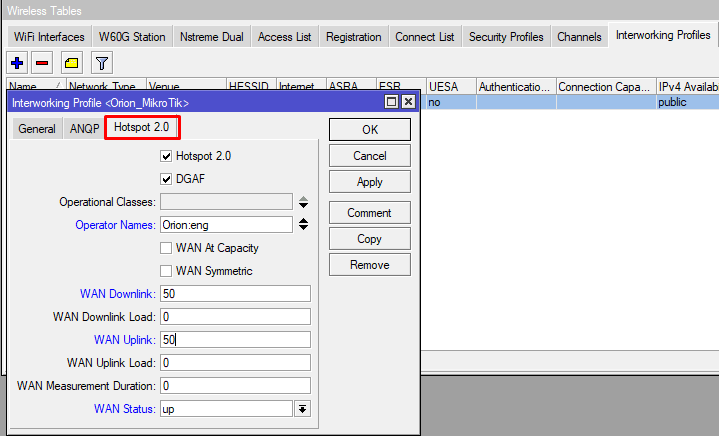 Wireless Tables
WiFi Interfaces W60G Station Nstreme Dual Access List Registration Connect List Security Profiles Channels Interworking Profiles
Name Network Type Venue HESSID Internet ASRA ESR UESA Authenticatio... Connection Capa... IPv4 Availab
no public
Interworking Profile <Orion_MikroTik>
General ANQP Hotspot 2.0
OK
Hotspot 2.0
Cancel
DGAF
Apply
Operational Classes:
Comment
Operator Names: Orion:eng
Copy
WAN At Capacity
Remove
WAN Symmetric
WAN Downlink: 50
WAN Downlink Load: 0
WAN Uplink: 50
WAN Uplink Load: 0
WAN Measurement Duration: 0
WAN Status: up